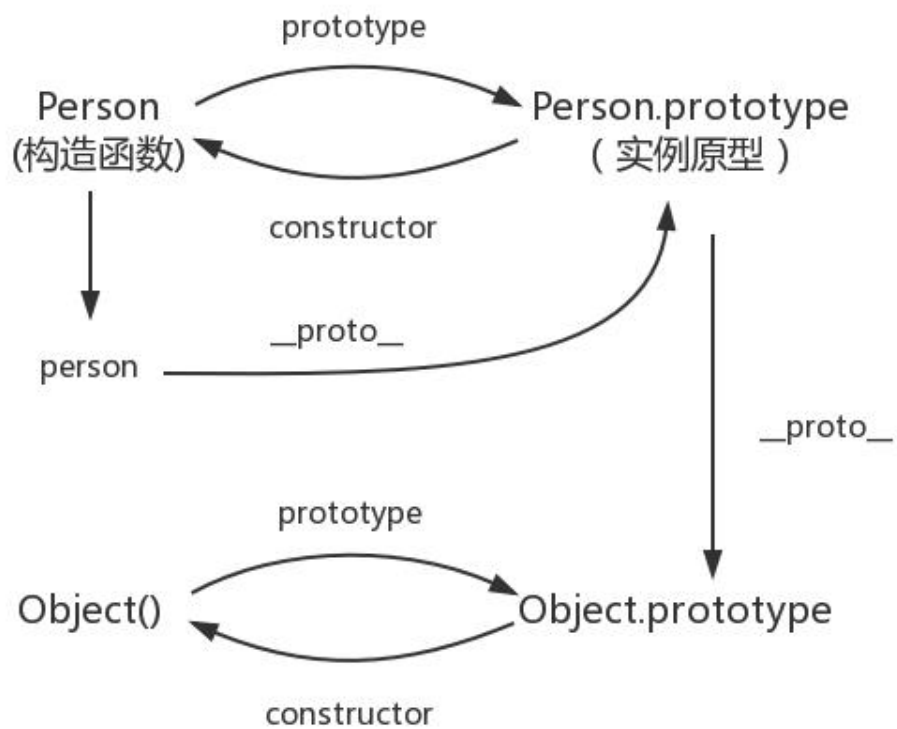 prototype
Person
Person.prototype
(构造函数)
（实例原型）
constructor
__proto__
person
__proto__
prototype
Object()
Object.prototype
constructor